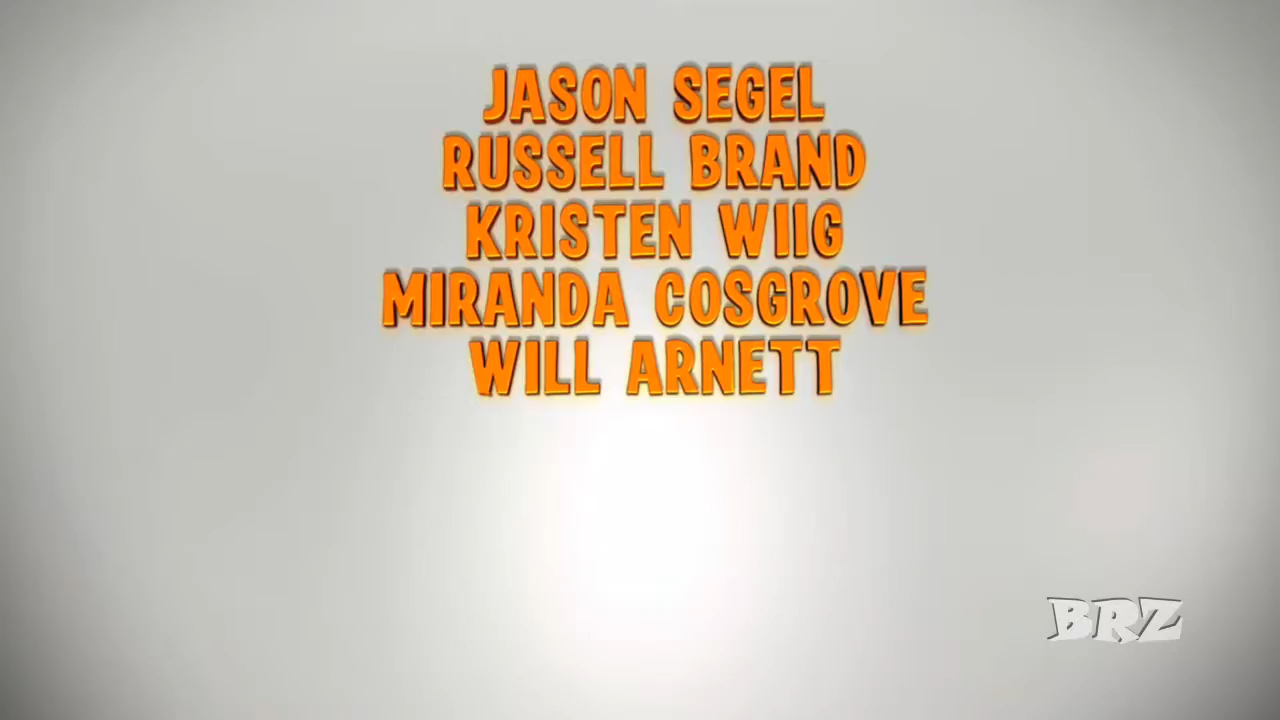 JASON SEGEL
RUSSELL BRAND
KRISTEN WIIG
MIRANDA COSGROVE
WILL ARNETT
BRZ